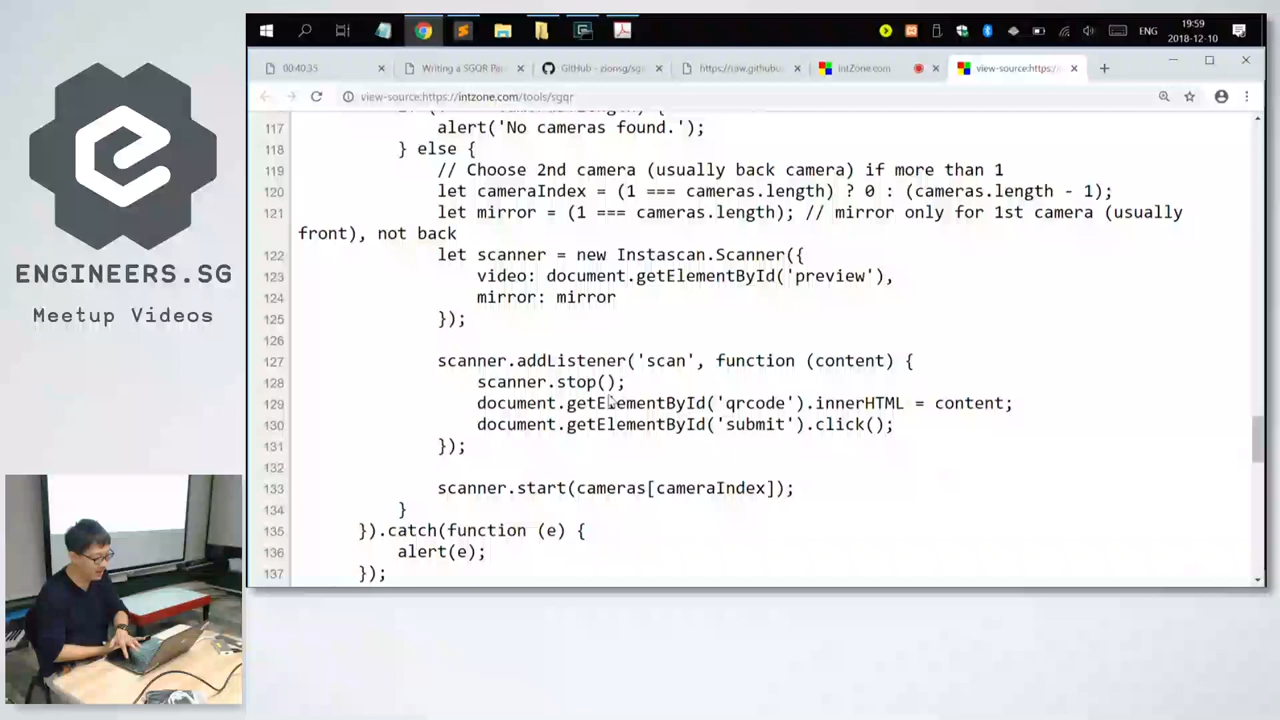 ENGINEERS.SG
Meetup Videos
ENG
19:59
2018-12-10
00:40:35
Writing a SGQR Pa
GitHub - zionsg/sg
https://raw.githubu
IntZone.com
view-source:https:/
view-source:https://intzone.com/tools/sgqr
117 alert('No cameras found.');
118 } else {
119 // Choose 2nd camera (usually back camera) if more than 1
120 let cameraIndex = (1 === cameras.length) ? 0 : (cameras.length - 1);
121 let mirror = (1 === cameras.length); // mirror only for 1st camera (usually
front), not back
122 let scanner = new Instascan.Scanner({
123 video: document.getElementById('preview'),
124 mirror: mirror
125 });
126
127 scanner.addListener('scan', function (content) {
128 scanner.stop();
129 document.getElementById('qrcode').innerHTML = content;
130 document.getElementById('submit').click();
131 });
132
133 scanner.start(cameras[cameraIndex]);
134 }
135 }).catch(function (e) {
136 alert(e);
137 });